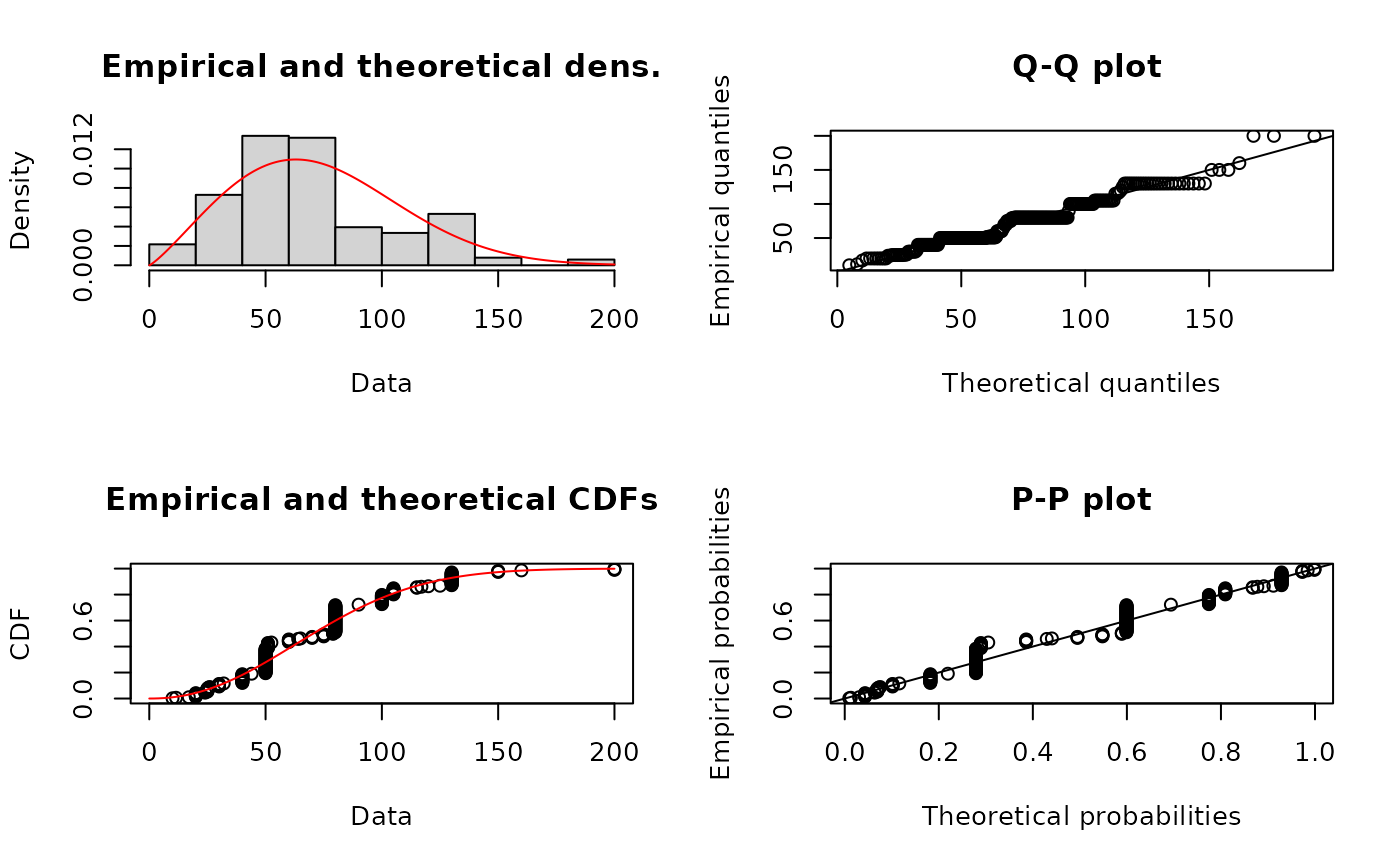 Empirical and theoretical dens.
Density
0.000 0.012
0 50 100 150 200
Data
Q-Q plot
Empirical quantiles
50 150
0 50 100 150
Theoretical quantiles
Empirical and theoretical CDFs
CDF
0.0 0.6
0 50 100 150 200
Data
P-P plot
Empirical probabilities
0.0 0.6
0.0 0.2 0.4 0.6 0.8 1.0
Theoretical probabilities